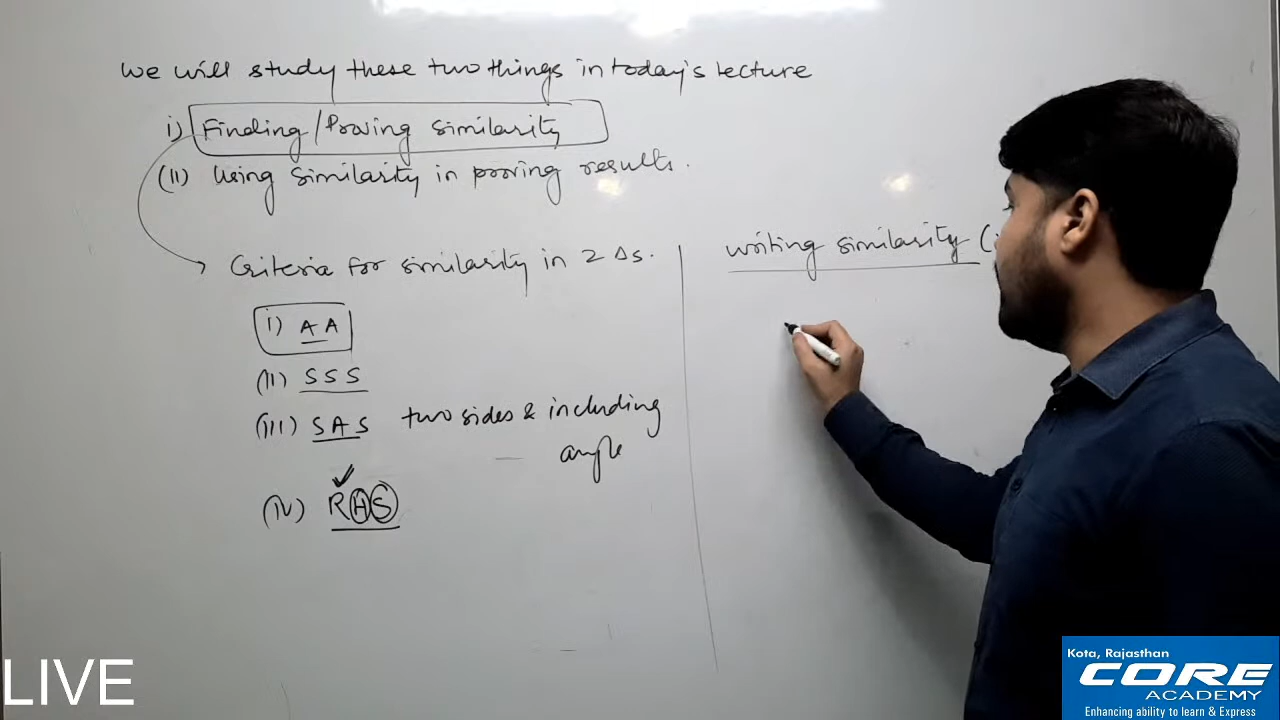 We will study these two things in today's lecture
i) Finding/Proving similarity
(II) Using Similarity in proving results.
Criteria for similarity in 2 Δs.
i) AA
(II) SSS
(III) SAS two sides & including
angle
(IV) RHS
writing similarity (
LIVE
Kota, Rajasthan
CORE
ACADEMY
Enhancing ability to learn & Express